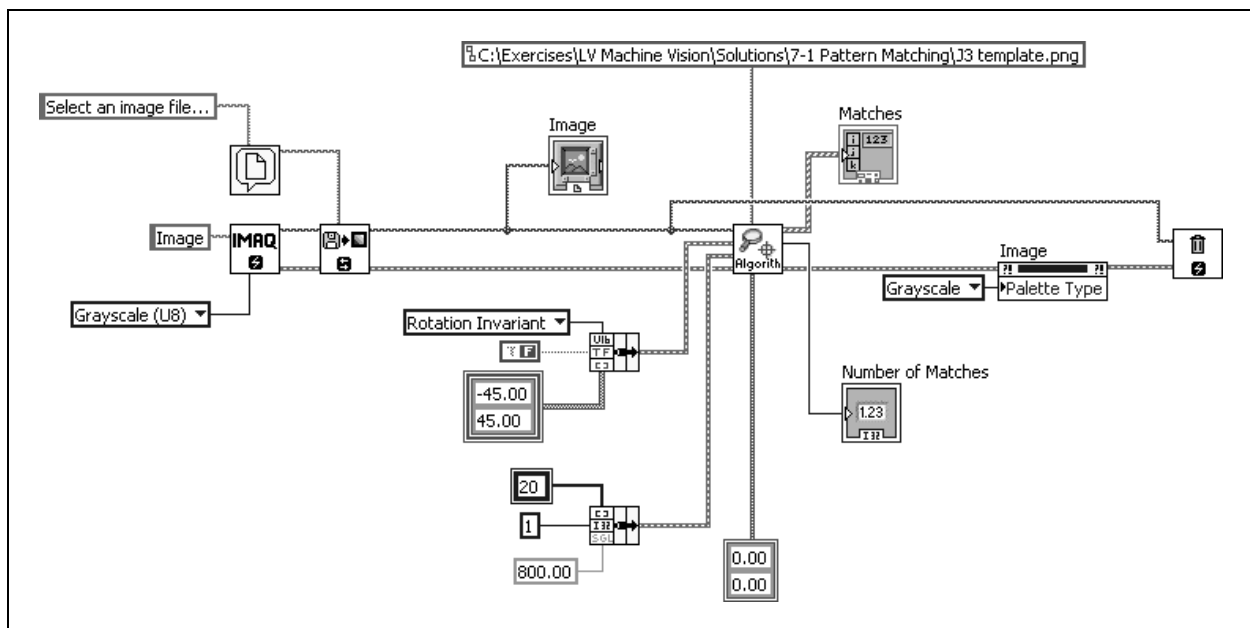 C:\Exercises\LV Machine Vision\Solutions\7-1 Pattern Matching\J3 template.png
Select an image file...
Image
Matches
i
j
k
123
Image
IMAQ
Algorith
Image
?!
?!
Palette Type
Grayscale
Grayscale (U8)
Rotation Invariant
U16
TF
F
-45.00
45.00
Number of Matches
1.23
I32
20
1
I32
SGL
800.00
0.00
0.00